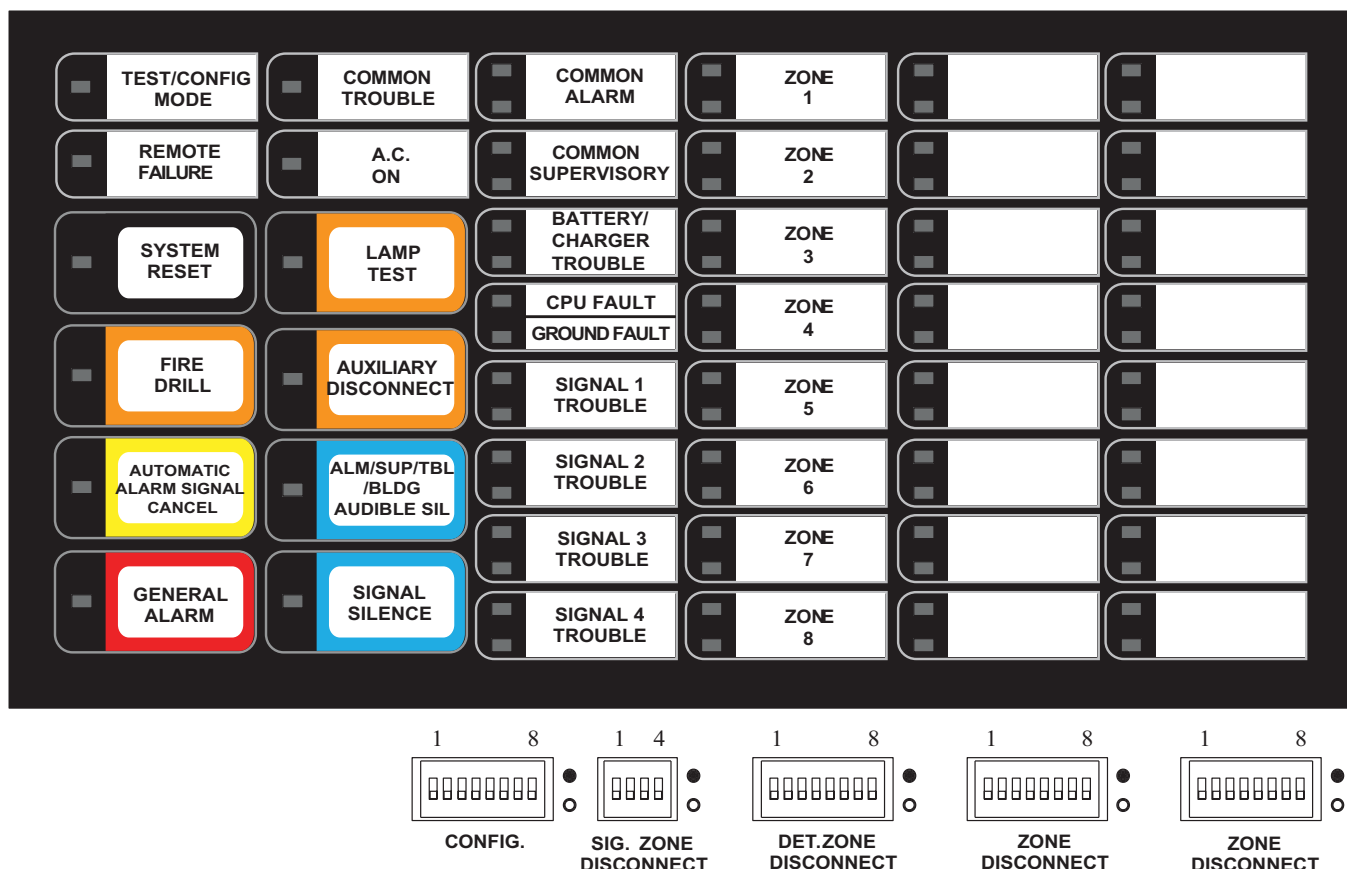 TEST/CONFIG
MODE
COMMON
TROUBLE
COMMON
ALARM
ZONE
1
REMOTE
FAILURE
A.C.
ON
COMMON
SUPERVISORY
ZONE
2
SYSTEM
RESET
LAMP
TEST
BATTERY/
CHARGER
TROUBLE
ZONE
3
CPU FAULT
GROUND FAULT
ZONE
4
FIRE
DRILL
AUXILIARY
DISCONNECT
SIGNAL 1
TROUBLE
ZONE
5
AUTOMATIC
ALARM SIGNAL
CANCEL
ALM/SUP/TBL
/BLDG
AUDIBLE SIL
SIGNAL 2
TROUBLE
ZONE
6
SIGNAL 3
TROUBLE
ZONE
7
GENERAL
ALARM
SIGNAL
SILENCE
SIGNAL 4
TROUBLE
ZONE
8
1 8
1 4
1 8
1 8
1 8
CONFIG.
SIG. ZONE
DISCONNECT
DET.ZONE
DISCONNECT
ZONE
DISCONNECT
ZONE
DISCONNECT